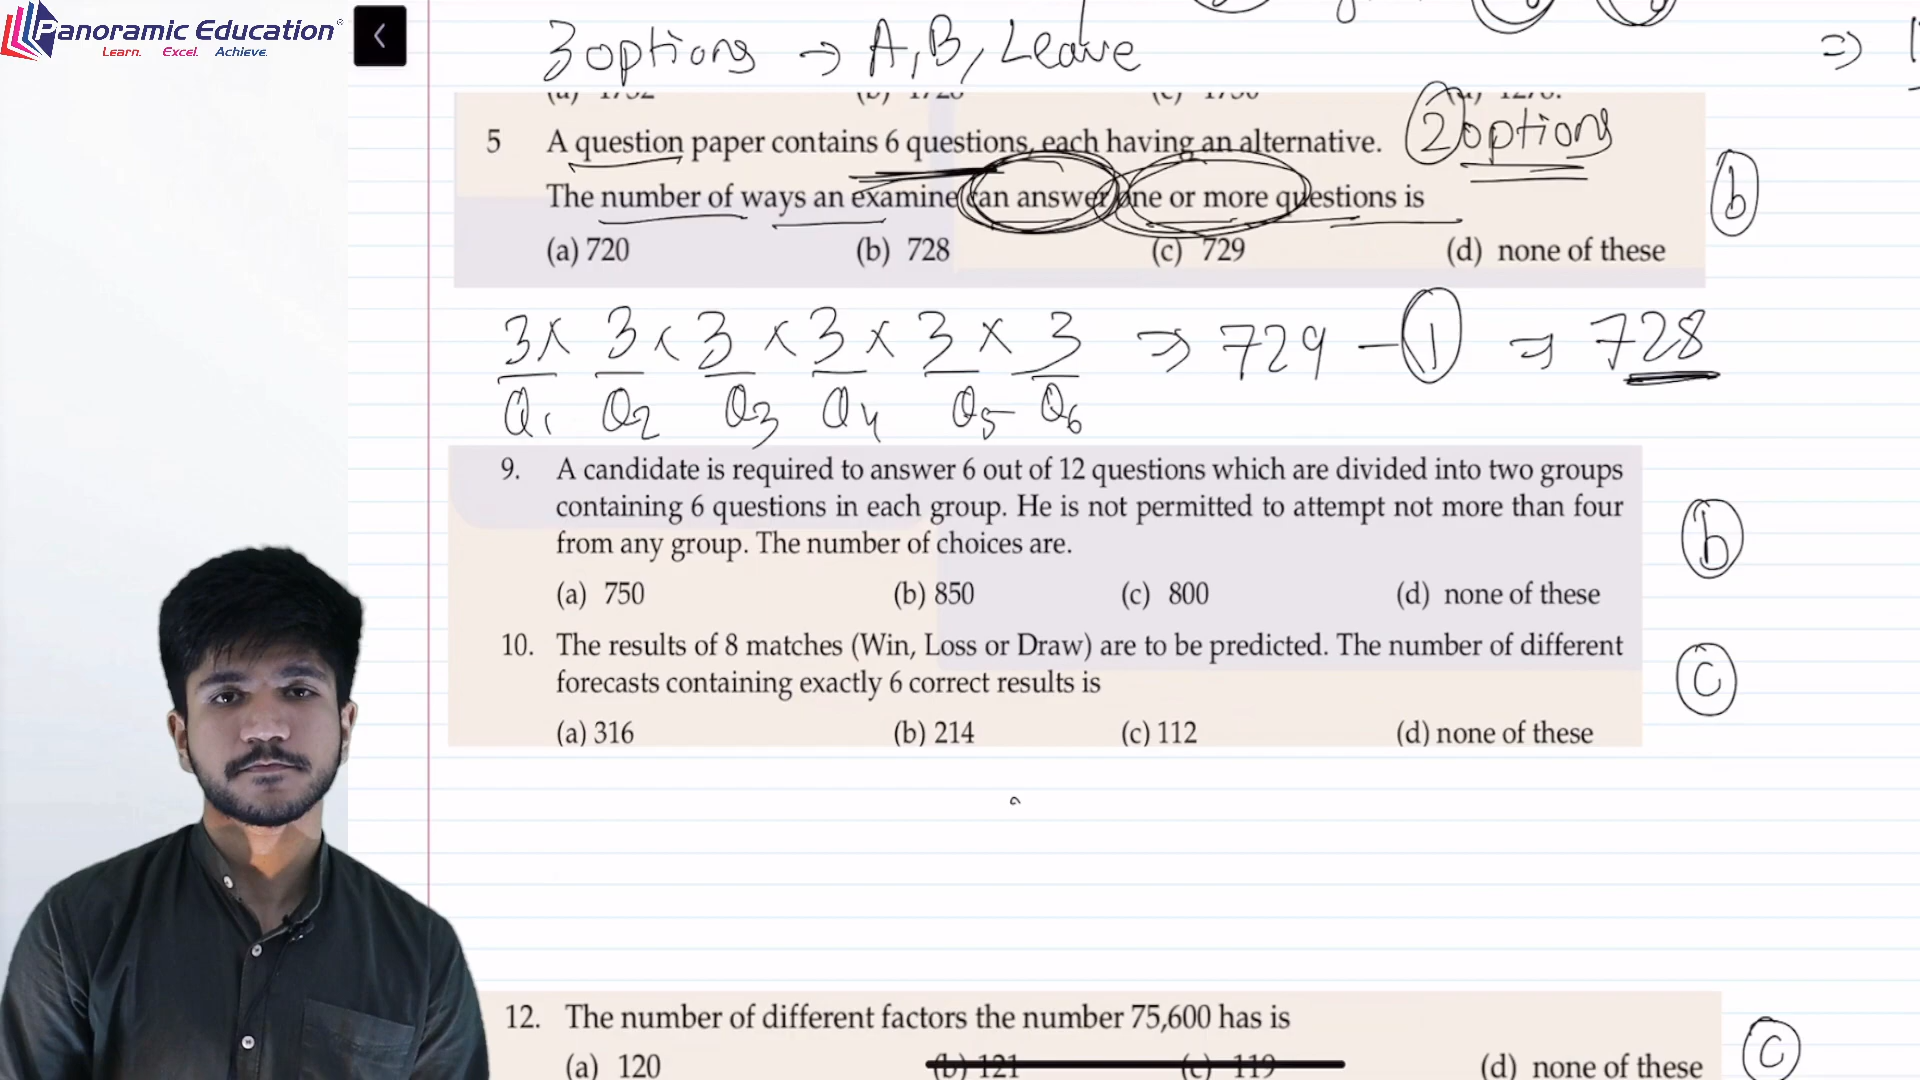 Panoramic Education
Learn. Excel. Achieve.
3 options → A, B, Leave
5 A question paper contains 6 questions, each having an alternative. 2 options
The number of ways an examine can answer one or more questions is
(a) 720 (b) 728 (c) 729 (d) none of these
b
3 × 3 × 3 × 3 × 3 × 3 ⇒ 729 - 1 ⇒ 728
Q1 Q2 Q3 Q4 Q5 Q6
9. A candidate is required to answer 6 out of 12 questions which are divided into two groups
containing 6 questions in each group. He is not permitted to attempt not more than four
from any group. The number of choices are.
b
(a) 750 (b) 850 (c) 800 (d) none of these
10. The results of 8 matches (Win, Loss or Draw) are to be predicted. The number of different
forecasts containing exactly 6 correct results is
c
(a) 316 (b) 214 (c) 112 (d) none of these
12. The number of different factors the number 75,600 has is
(a) 120 (b) 121 (c) 119 (d) none of these
c